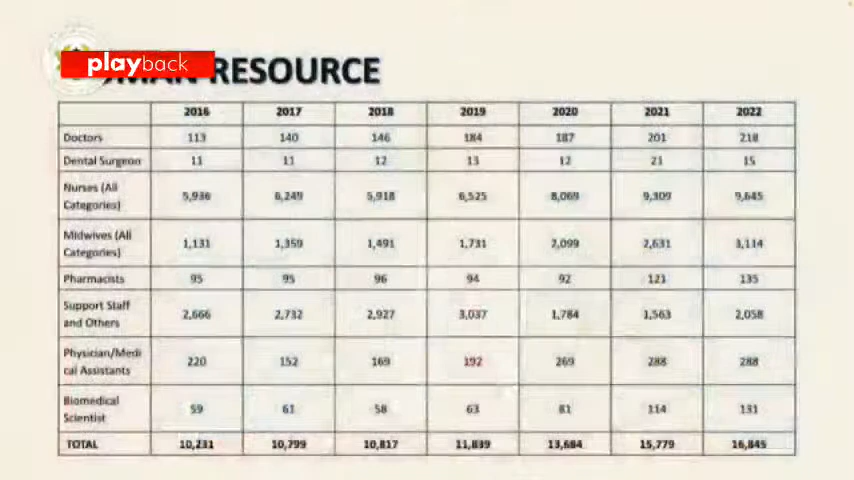 playback
RESOURCE
2016 2017 2018 2019 2020 2021 2022
Doctors 113 140 146 184 187 201 218
Dental Surgeon 11 11 12 13 12 21 15
Nurses (All
Categories) 5,936 6,249 5,918 6,525 8,069 9,309 9,645
Midwives (All
Categories) 1,131 1,359 1,491 1,731 2,099 2,631 3,114
Pharmacists 95 95 96 94 92 121 135
Support Staff
and Others 2,666 2,732 2,927 3,037 1,784 1,563 2,058
Physician/Medi
cal Assistants 220 152 169 192 269 288 288
Biomedical
Scientist 59 61 58 63 81 114 131
TOTAL 10,231 10,799 10,817 11,839 13,684 15,779 16,845